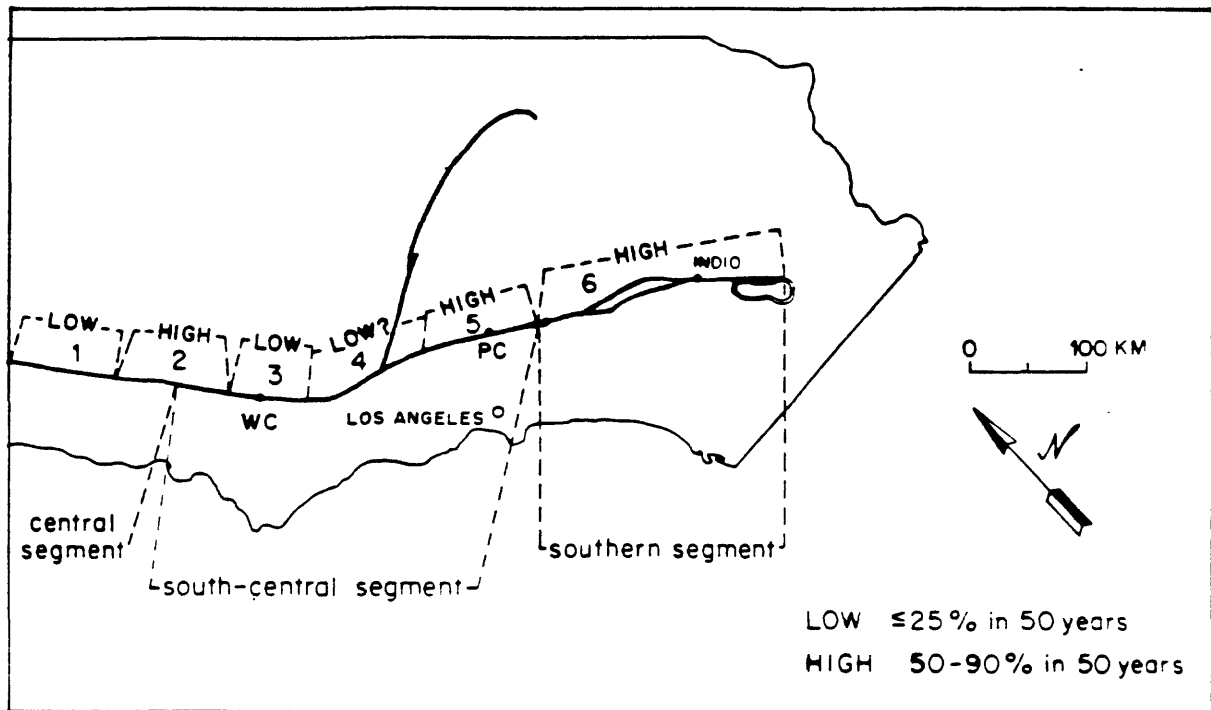 HIGH
INDIO
6
HIGH
5
PC
LOW?
4
LOW
1
HIGH
2
LOW
3
WC
LOS ANGELES
0 100 KM
N
central
segment
south-central segment
southern segment
LOW ≤25% in 50 years
HIGH 50-90% in 50 years